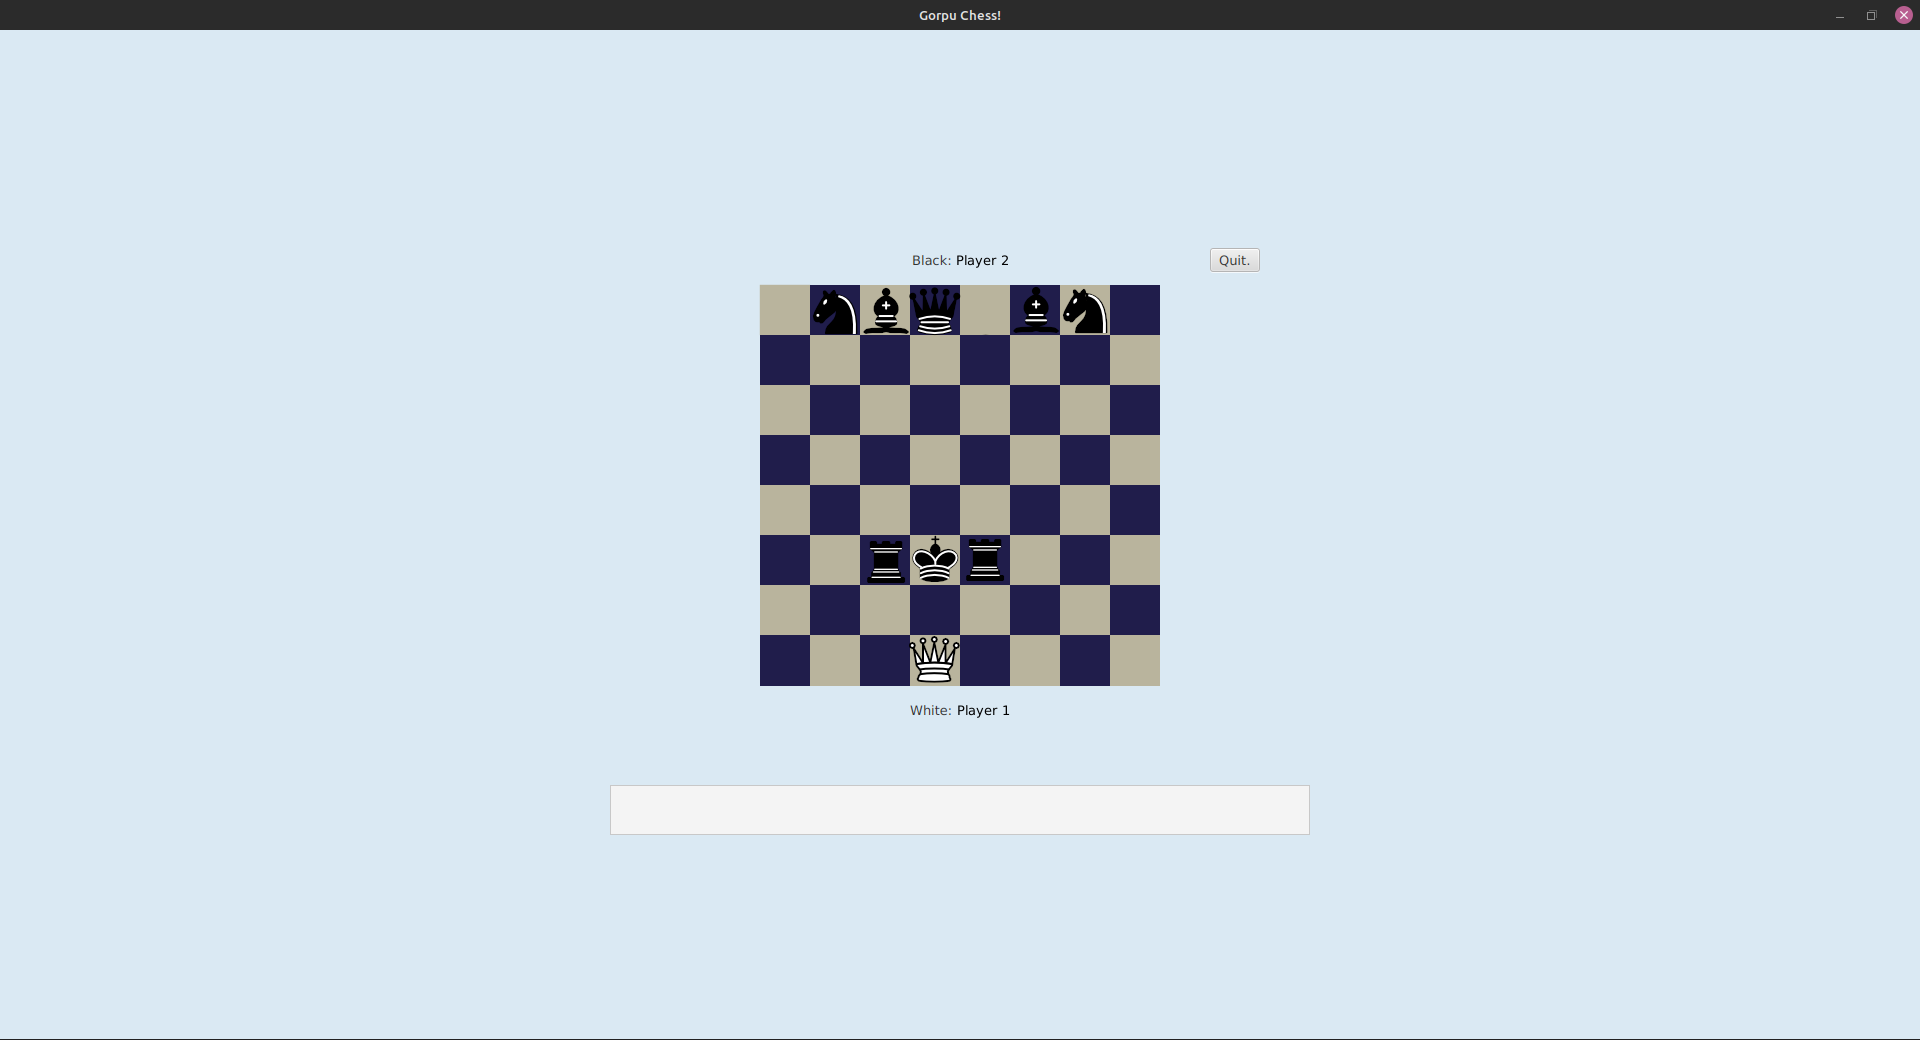 Gorpu Chess!
Black: Player 2
Quit.
White: Player 1